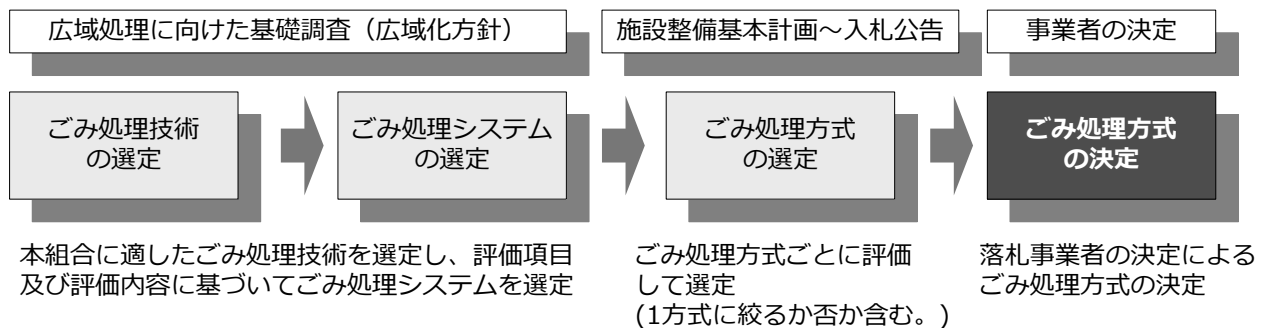 広域処理に向けた基礎調査（広域化方針）
施設整備基本計画～入札公告
事業者の決定
ごみ処理技術
の選定
ごみ処理システム
の選定
ごみ処理方式
の選定
ごみ処理方式
の決定
本組合に適したごみ処理技術を選定し、評価項目
及び評価内容に基づいてごみ処理システムを選定
ごみ処理方式ごとに評価
して選定
(1方式に絞るか否か含む。)
落札事業者の決定による
ごみ処理方式の決定